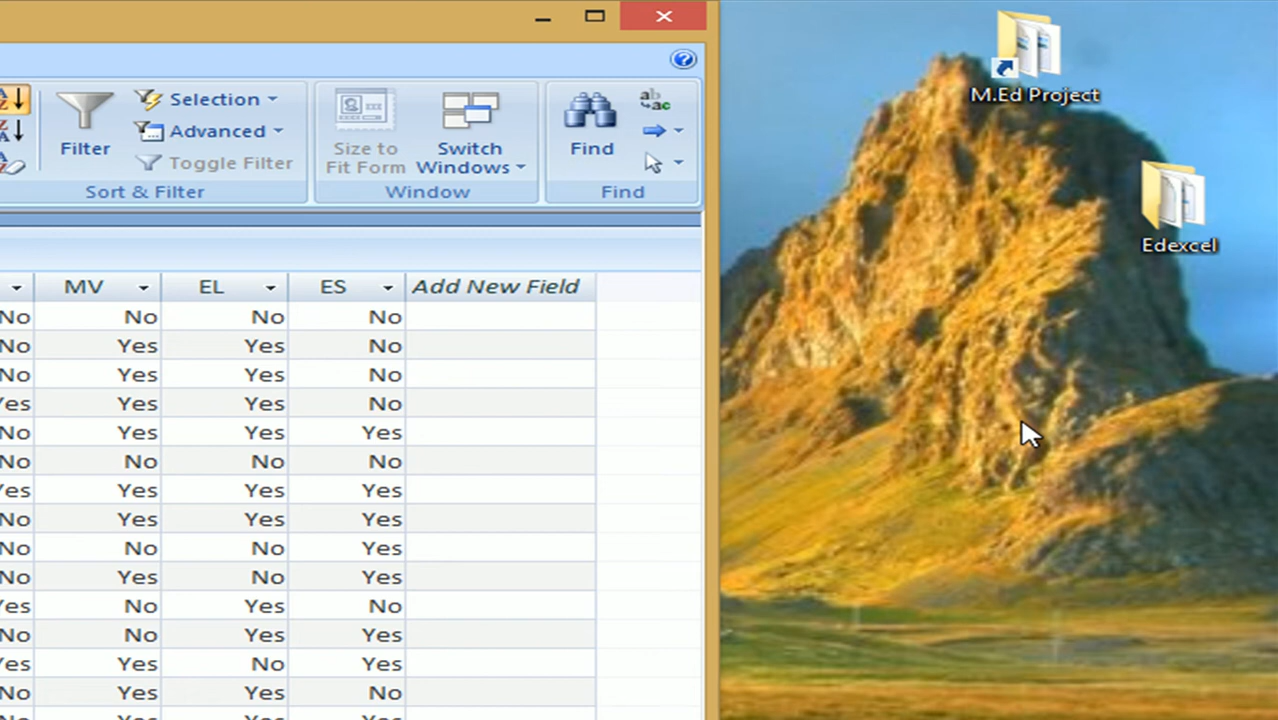 M.Ed Project
Selection
Filter
Advanced
Toggle Filter
Sort & Filter
Size to
Fit Form
Switch
Windows
Window
Find
Find
Edexcel
MV EL ES Add New Field
No No No No
No Yes Yes No
No Yes Yes No
Yes Yes Yes No
No Yes Yes Yes
No No No Yes
Yes Yes Yes Yes
No Yes Yes Yes
No No No Yes
No Yes No Yes
Yes No Yes No
No No Yes Yes
Yes Yes No Yes
No Yes Yes No
Yes Yes Yes